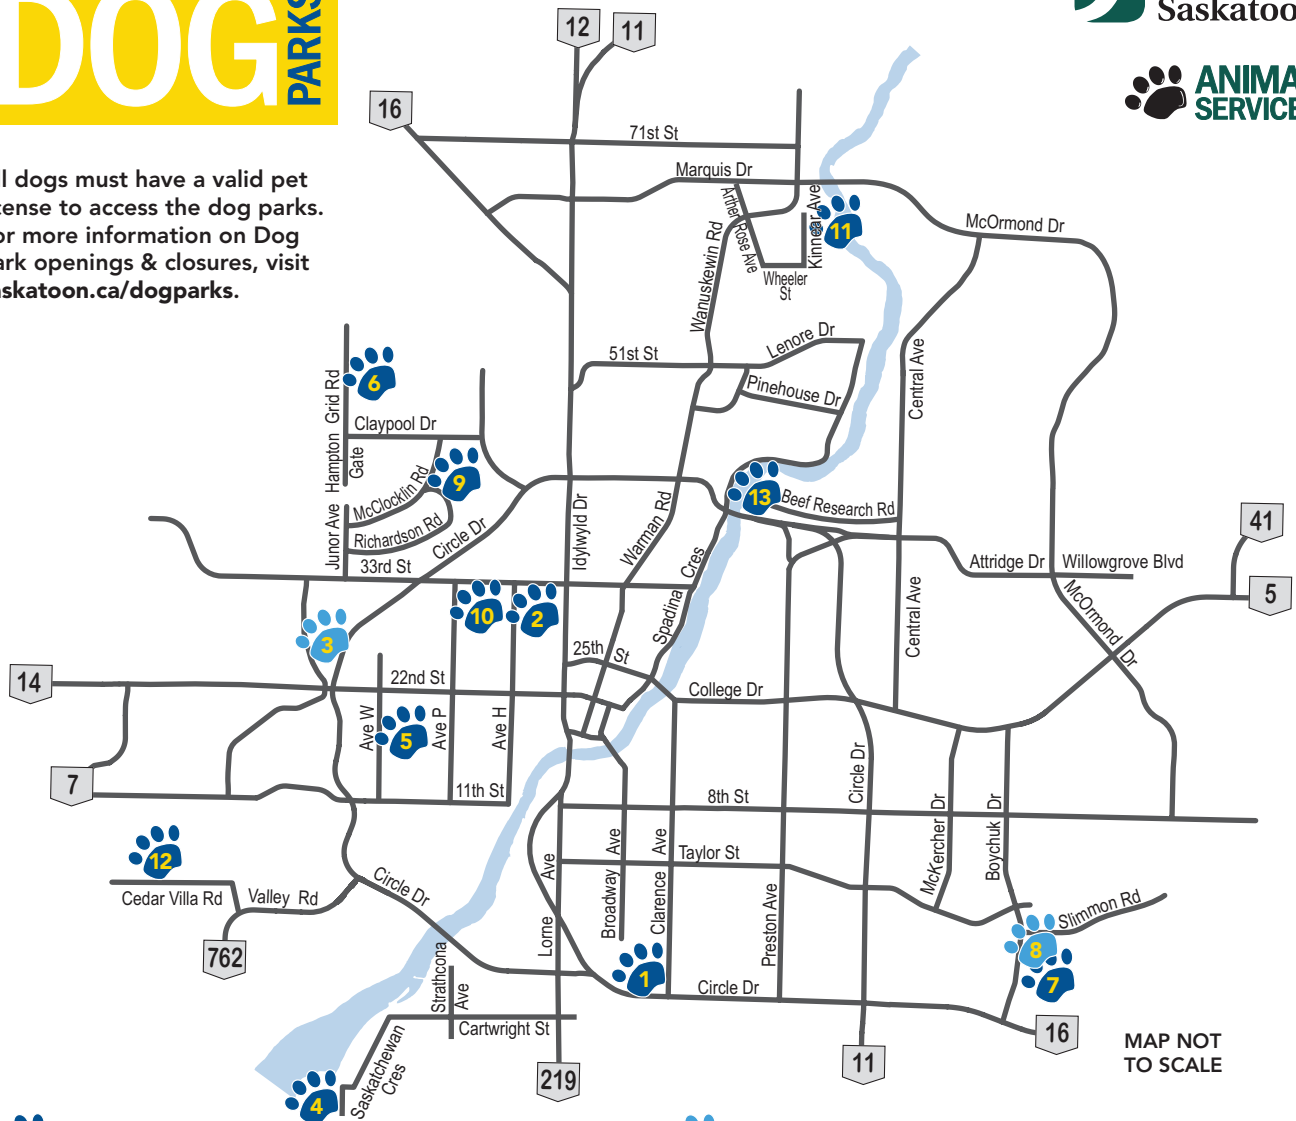 DOG
PARKS
Saskatoo
ANIMA
SERVICE
ll dogs must have a valid pet
cense to access the dog parks.
or more information on Dog
ark openings & closures, visit
askatoon.ca/dogparks.
12
11
16
71st St
Marquis Dr
Arthur Rose Ave
Kinnear Ave
11
McOrmond Dr
Wanuskewin Rd
Wheeler
St
51st St
Lenore Dr
Pinehouse Dr
Central Ave
6
Hampton Grid Rd
Claypool Dr
Gate
McClocklin Rd
9
Richardson Rd
Junor Ave
33rd St
Circle Dr
Idylwyld Dr
Warman Rd
13
Beef Research Rd
41
Attridge Dr
Willowgrove Blvd
5
McOrmond Dr
Central Ave
Spadina Cres
10
2
3
25th St
14
22nd St
College Dr
Ave W
5
Ave P
Ave H
7
11th St
8th St
Circle Dr
McKercher Dr
Boychuk Dr
12
Cedar Villa Rd
Valley Rd
Circle Dr
762
Taylor St
Broadway Ave
Clarence Ave
Preston Ave
Lorne Ave
Slimmon Rd
8
7
1
Circle Dr
16
Strathcona
Ave
Cartwright St
Saskatchewan
Cres
4
219
11
MAP NOT
TO SCALE